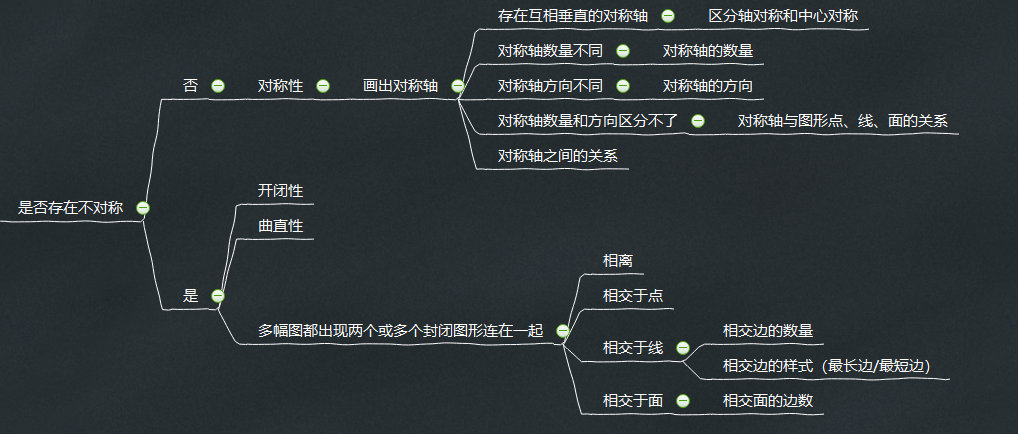 存在互相垂直的对称轴
区分轴对称和中心对称
对称轴数量不同
对称轴的数量
否
对称性
画出对称轴
对称轴方向不同
对称轴的方向
对称轴数量和方向区分不了
对称轴与图形点、线、面的关系
对称轴之间的关系
是否存在不对称
开闭性
曲直性
是
多幅图都出现两个或多个封闭图形连在一起
相离
相交于点
相交于线
相交边的数量
相交边的样式（最长边/最短边）
相交于面
相交面的边数